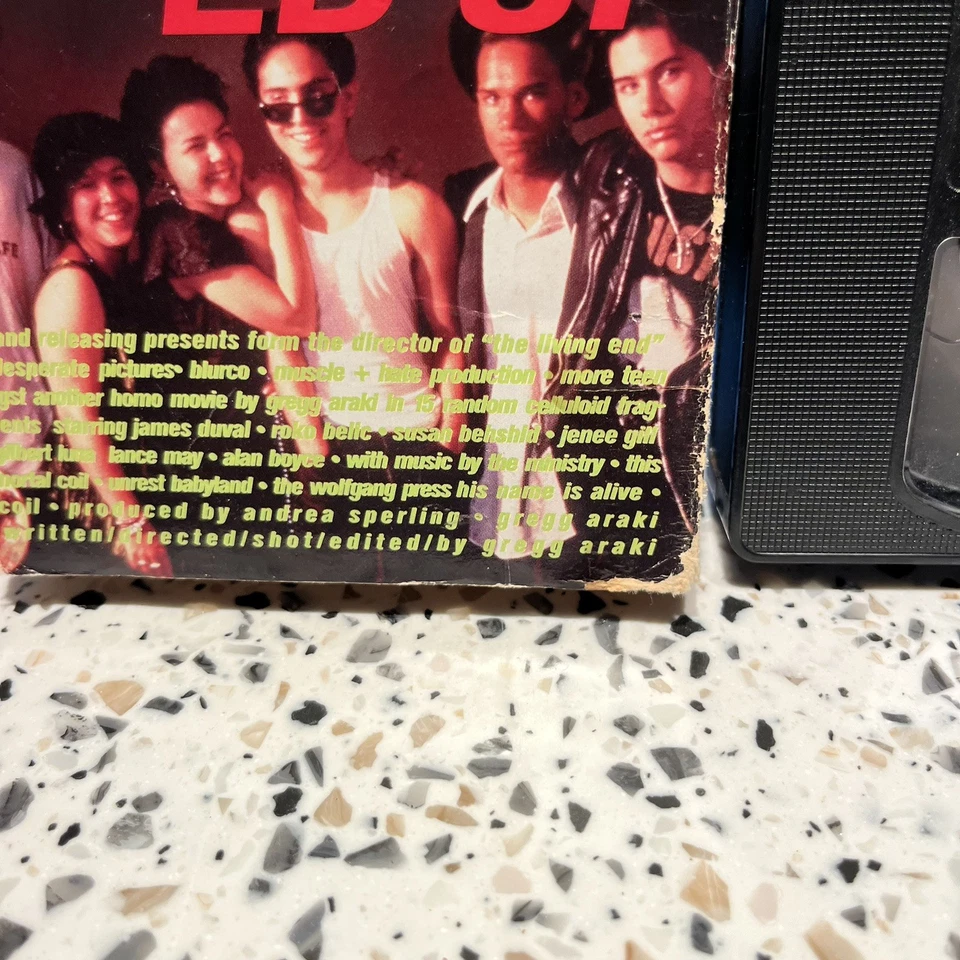 ED UP
AFE
and releasing presents form the director of "the living end"
desperate pictures • blurco • muscle + hate production • more teen
gst another homo movie by gregg araki in 15 random celluloid frag-
ents starring james duval • roko belic • susan behshid • jenee gill
gilbert luna lance may • alan boyce • with music by the ministry • this
mortal coil • unrest babyland • the wolfgang press his name is alive •
coil • produced by andrea sperling • gregg araki
written/directed/shot/edited/by gregg araki